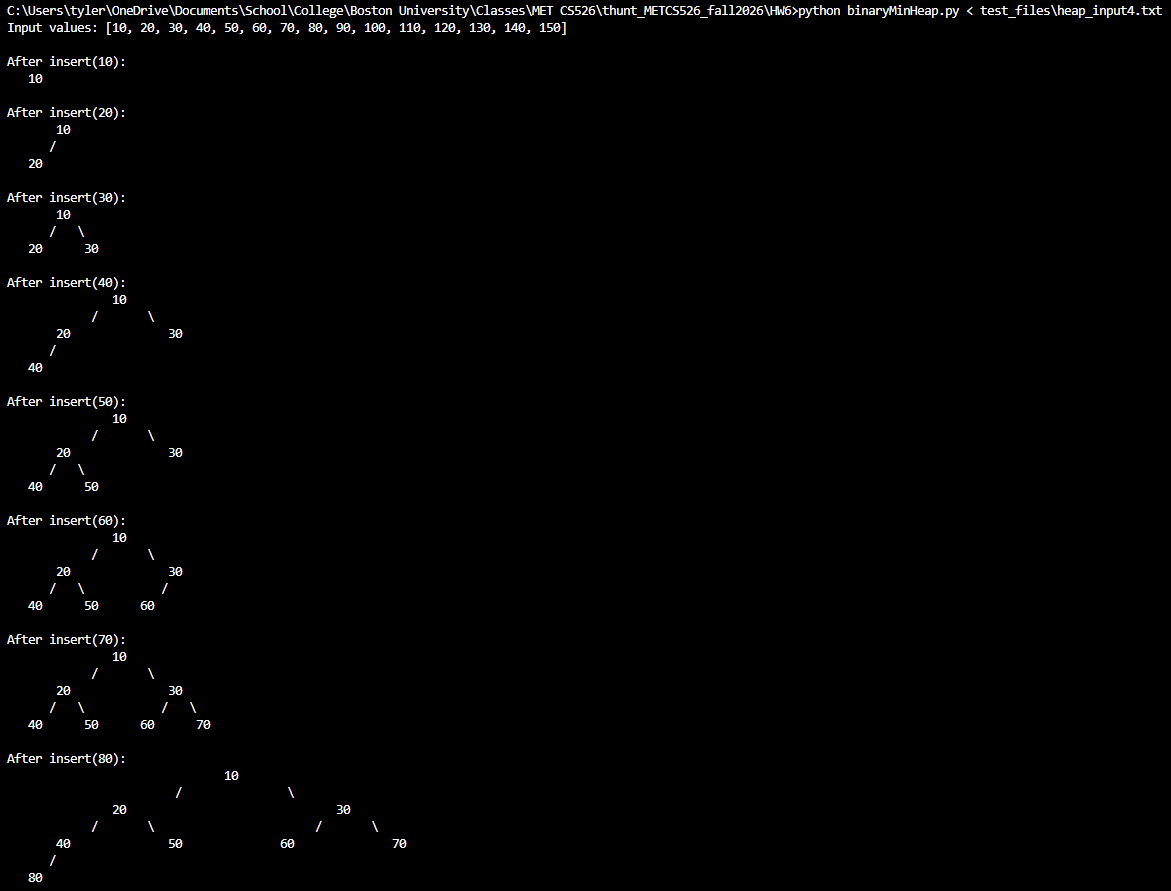 C:\Users\tyler\OneDrive\Documents\School\College\Boston University\Classes\MET CS526\thunt_METCS526_fall2026\HW6>python binaryMinHeap.py < test_files\heap_input4.txt
Input values: [10, 20, 30, 40, 50, 60, 70, 80, 90, 100, 110, 120, 130, 140, 150]

After insert(10):
   10

After insert(20):
       10
      /
   20

After insert(30):
       10
      /   \
   20      30

After insert(40):
               10
            /       \
       20              30
      /
   40

After insert(50):
               10
            /       \
       20              30
      /   \
   40      50

After insert(60):
               10
            /       \
       20              30
      /   \           /
   40      50      60

After insert(70):
               10
            /       \
       20              30
      /   \           /   \
   40      50      60      70

After insert(80):
                               10
                        /               \
               20                              30
            /       \                       /       \
       40              50              60              70
      /
   80